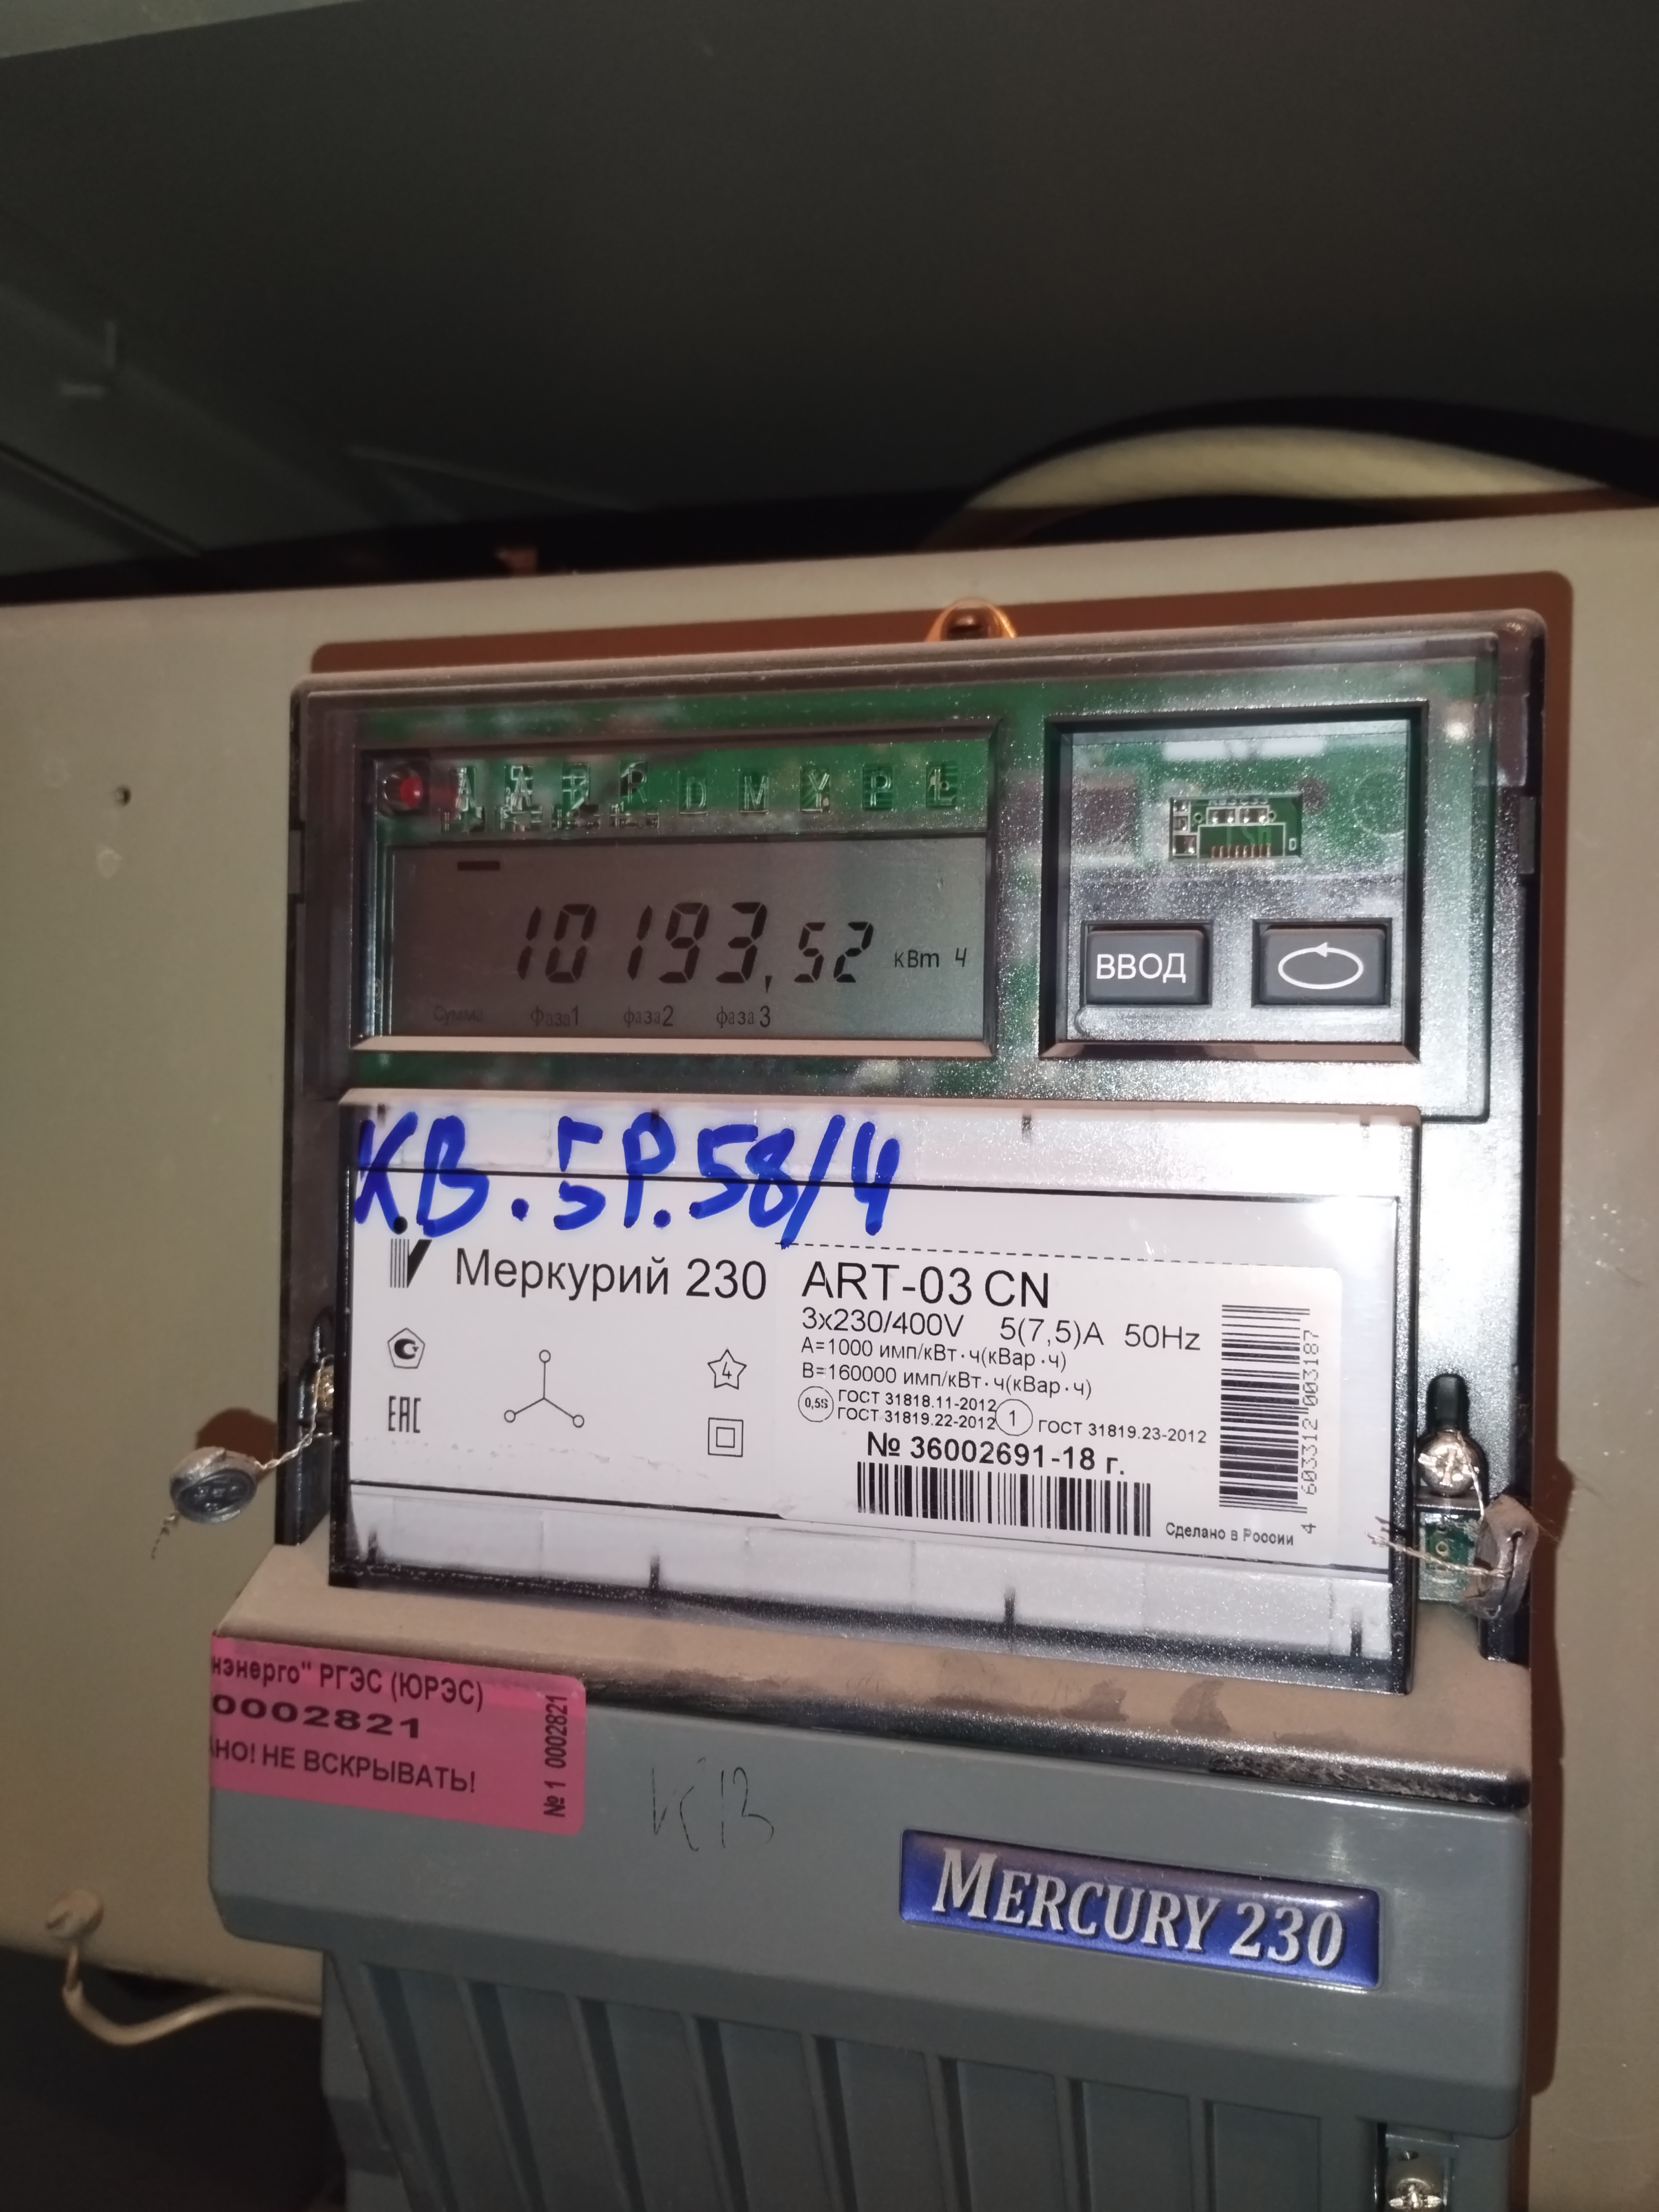 10193,52 кВт ч
Сумма фаза1 фаза2 фаза3
ВВОД
КВ.5Р.58/4
Меркурий 230
ART-03 CN
3x230/400V 5(7,5)A 50Hz
A=1000 имп/кВт·ч(кВар·ч)
B=160000 имп/кВт·ч(кВар·ч)
0,5S ГОСТ 31818.11-2012
ГОСТ 31819.22-2012 1 ГОСТ 31819.23-2012
№ 36002691-18 г.
Сделано в России
4 603312 003187
4
ЕАС
нэнерго" РГЭС (ЮРЭС)
0002821
АНО! НЕ ВСКРЫВАТЬ!
№ 1 0002821
КВ
MERCURY 230